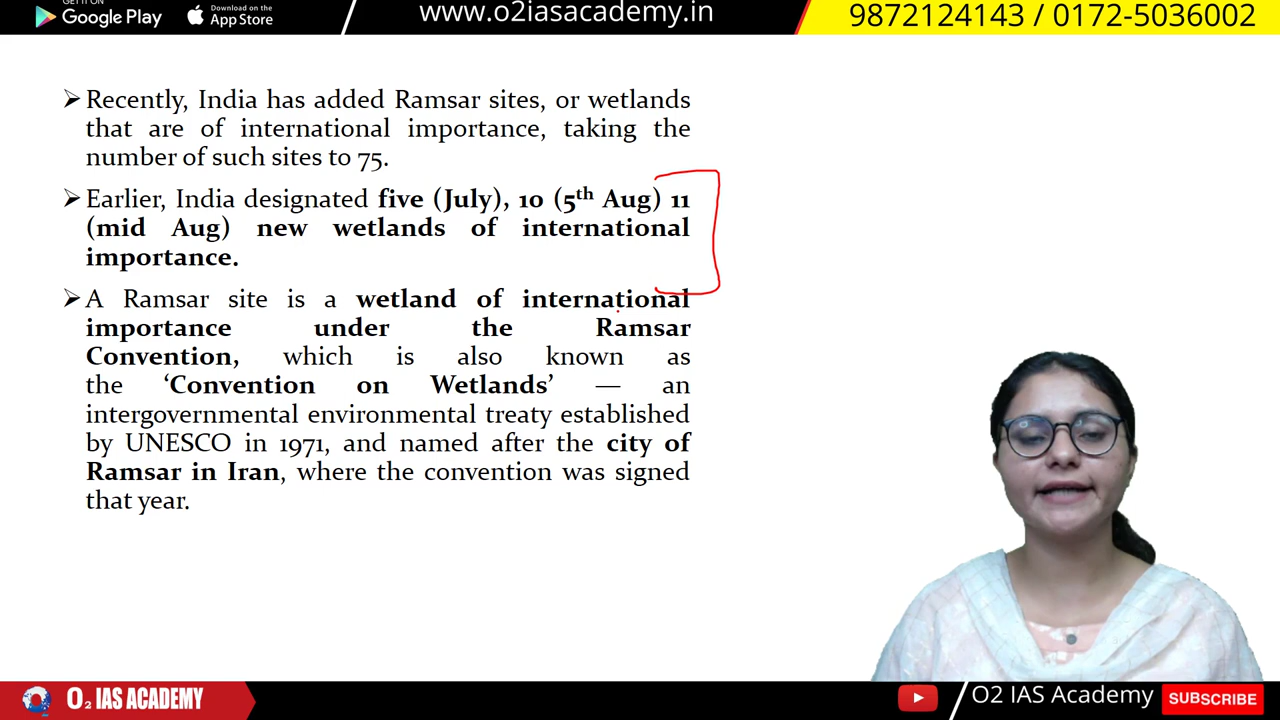 GET IT ON
Google Play
Download on the
App Store
www.o2iasacademy.in
9872124143 / 0172-5036002
➢ Recently, India has added Ramsar sites, or wetlands
that are of international importance, taking the
number of such sites to 75.
➢ Earlier, India designated five (July), 10 (5th Aug) 11
(mid Aug) new wetlands of international
importance.
➢ A Ramsar site is a wetland of international
importance under the Ramsar
Convention, which is also known as
the ‘Convention on Wetlands’ — an
intergovernmental environmental treaty established
by UNESCO in 1971, and named after the city of
Ramsar in Iran, where the convention was signed
that year.
O2 IAS ACADEMY
O2 IAS Academy
SUBSCRIBE